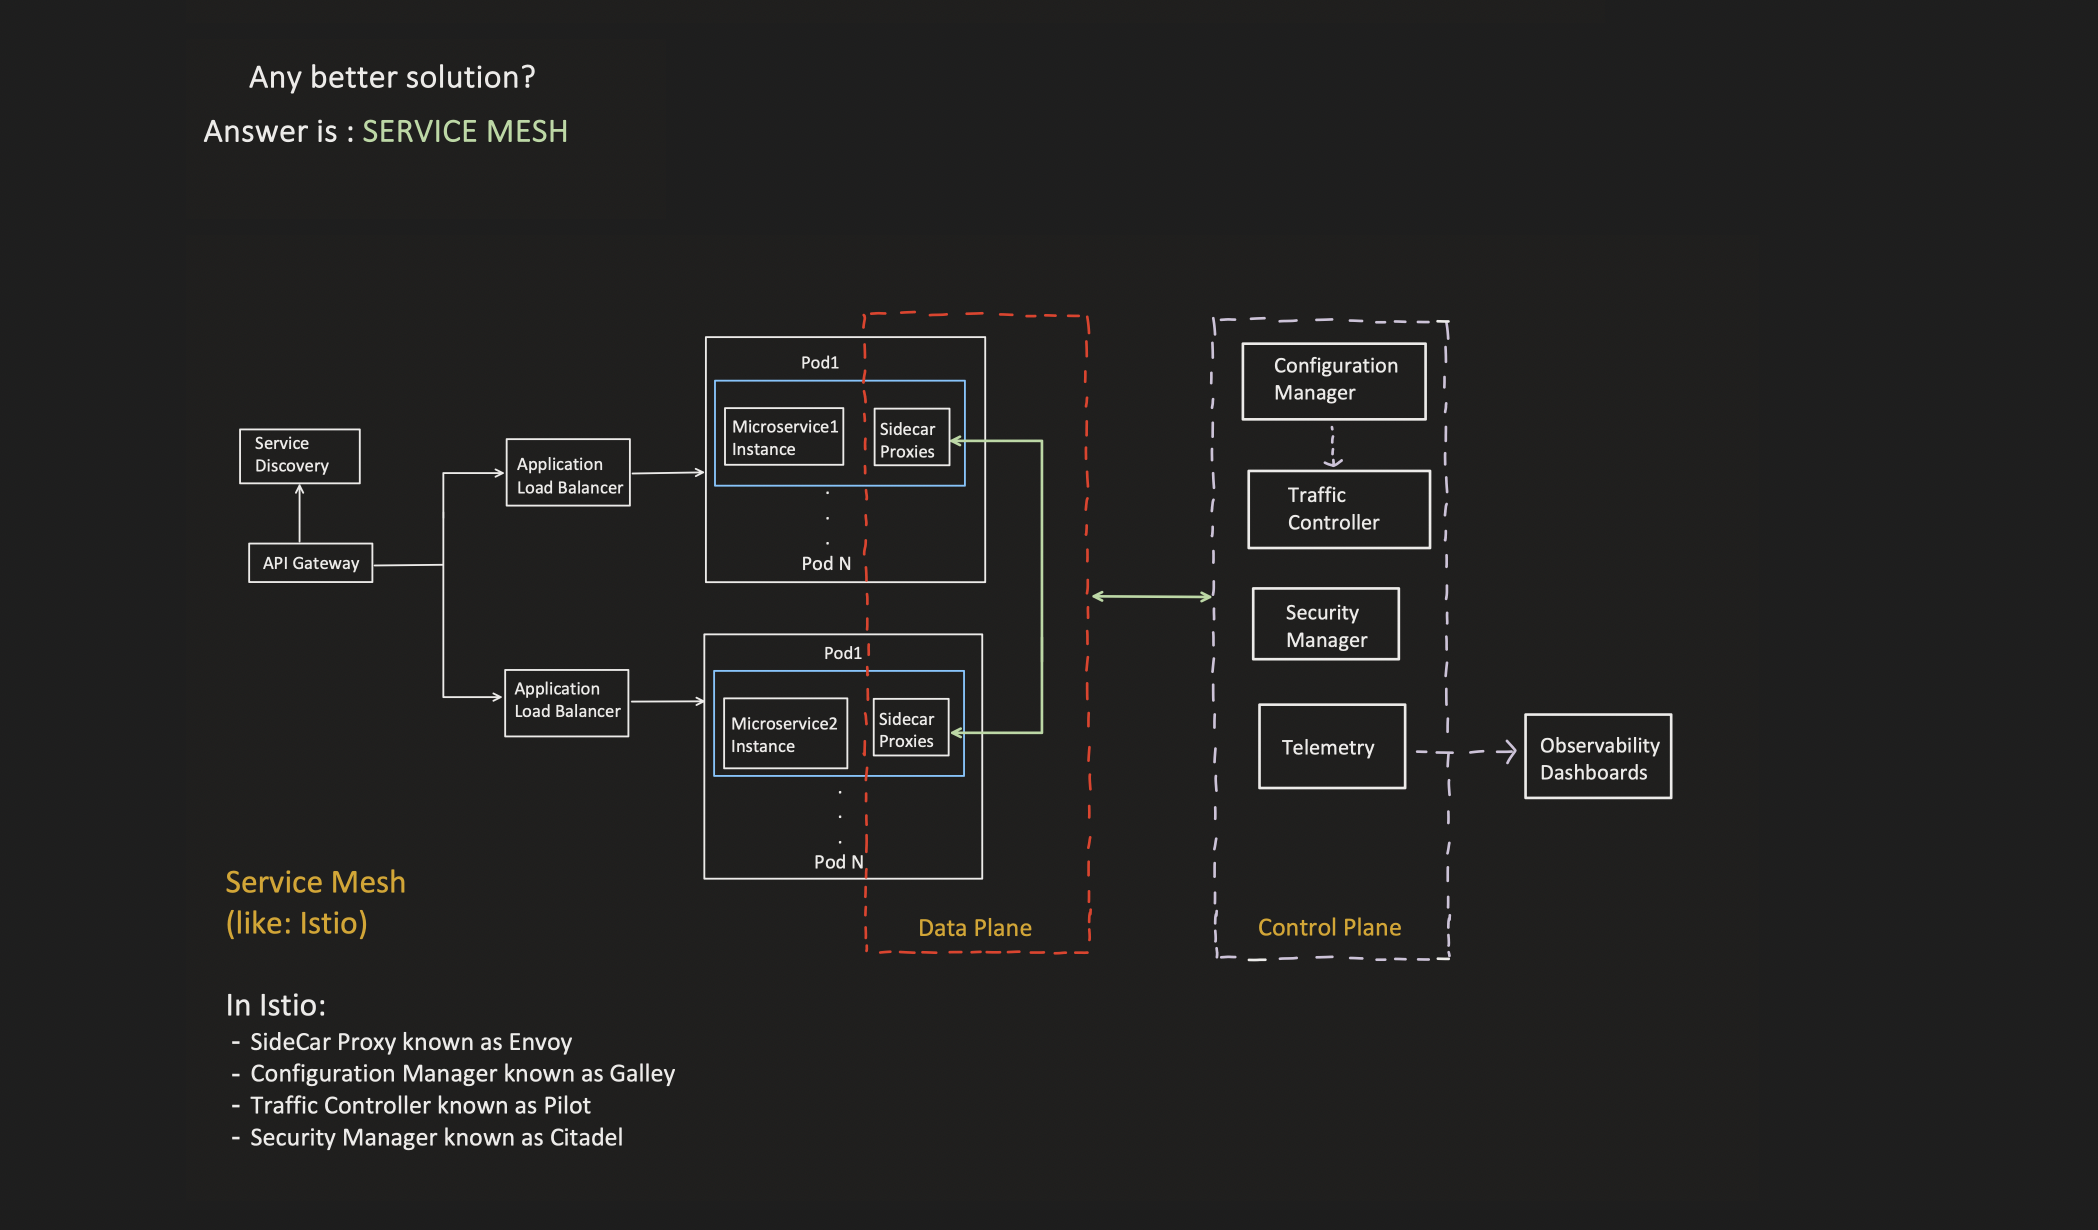 Any better solution?
Answer is : SERVICE MESH
Service
Discovery
API Gateway
Application
Load Balancer
Application
Load Balancer
Pod1
Microservice1
Instance
Sidecar
Proxies
.
.
.
Pod N
Pod1
Microservice2
Instance
Sidecar
Proxies
.
.
.
Pod N
Data Plane
Configuration
Manager
Traffic
Controller
Security
Manager
Telemetry
Control Plane
Observability
Dashboards
Service Mesh
(like: Istio)
In Istio:
- SideCar Proxy known as Envoy
- Configuration Manager known as Galley
- Traffic Controller known as Pilot
- Security Manager known as Citadel